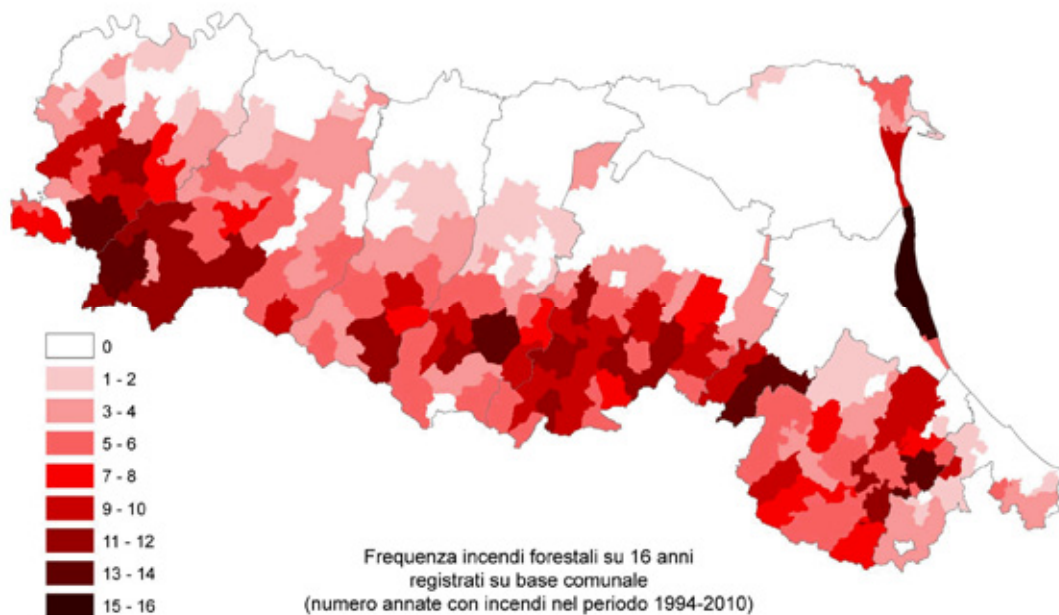 0
1 - 2
3 - 4
5 - 6
7 - 8
9 - 10
11 - 12
13 - 14
15 - 16
Frequenza incendi forestali su 16 anni
registrati su base comunale
(numero annate con incendi nel periodo 1994-2010)